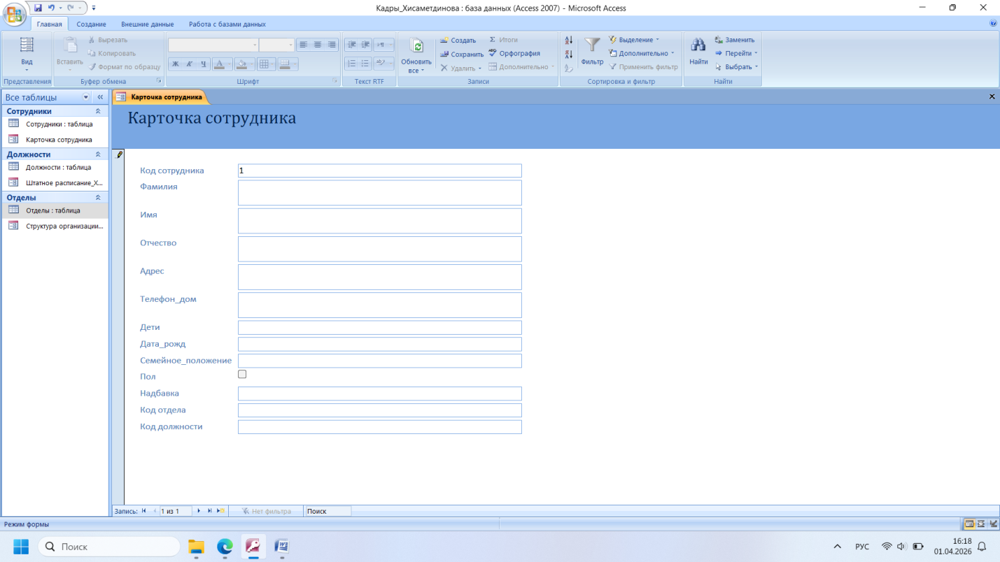 Кадры_Хисаметдинова : база данных (Access 2007) - Microsoft Access
Главная Создание Внешние данные Работа с базами данных
Вид
Представления
Вставить
Вырезать
Копировать
Формат по образцу
Буфер обмена
Ж К Ч А
Шрифт
Текст RTF
Обновить все
Создать
Сохранить
Удалить
Итоги
Орфография
Дополнительно
Записи
Фильтр
Выделение
Дополнительно
Применить фильтр
Сортировка и фильтр
Найти
Заменить
Перейти
Выбрать
Найти
Все таблицы
Сотрудники
Сотрудники : таблица
Карточка сотрудника
Должности
Должности : таблица
Штатное расписание_Х...
Отделы
Отделы : таблица
Структура организации...
Карточка сотрудника
Карточка сотрудника
Код сотрудника 1
Фамилия
Имя
Отчество
Адрес
Телефон_дом
Дети
Дата_рожд
Семейное_положение
Пол
Надбавка
Код отдела
Код должности
Запись: 1 из 1 Нет фильтра Поиск
Режим формы
Поиск
РУС
16:18
01.04.2026